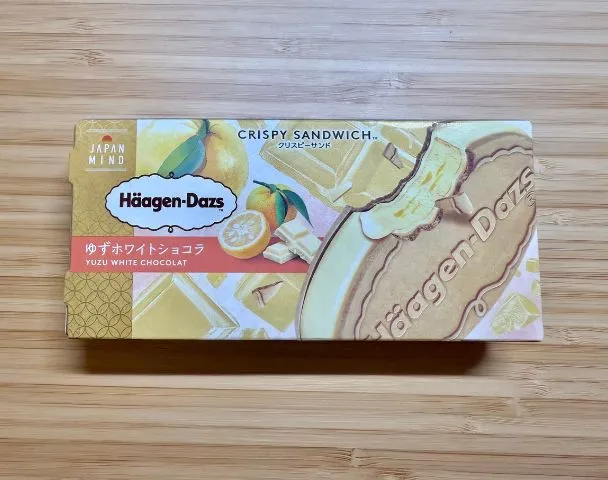 JAPAN
MIND
CRISPY SANDWICH™
クリスピーサンド
Häagen-Dazs
ゆずホワイトショコラ
YUZU WHITE CHOCOLAT
Häagen-Dazs